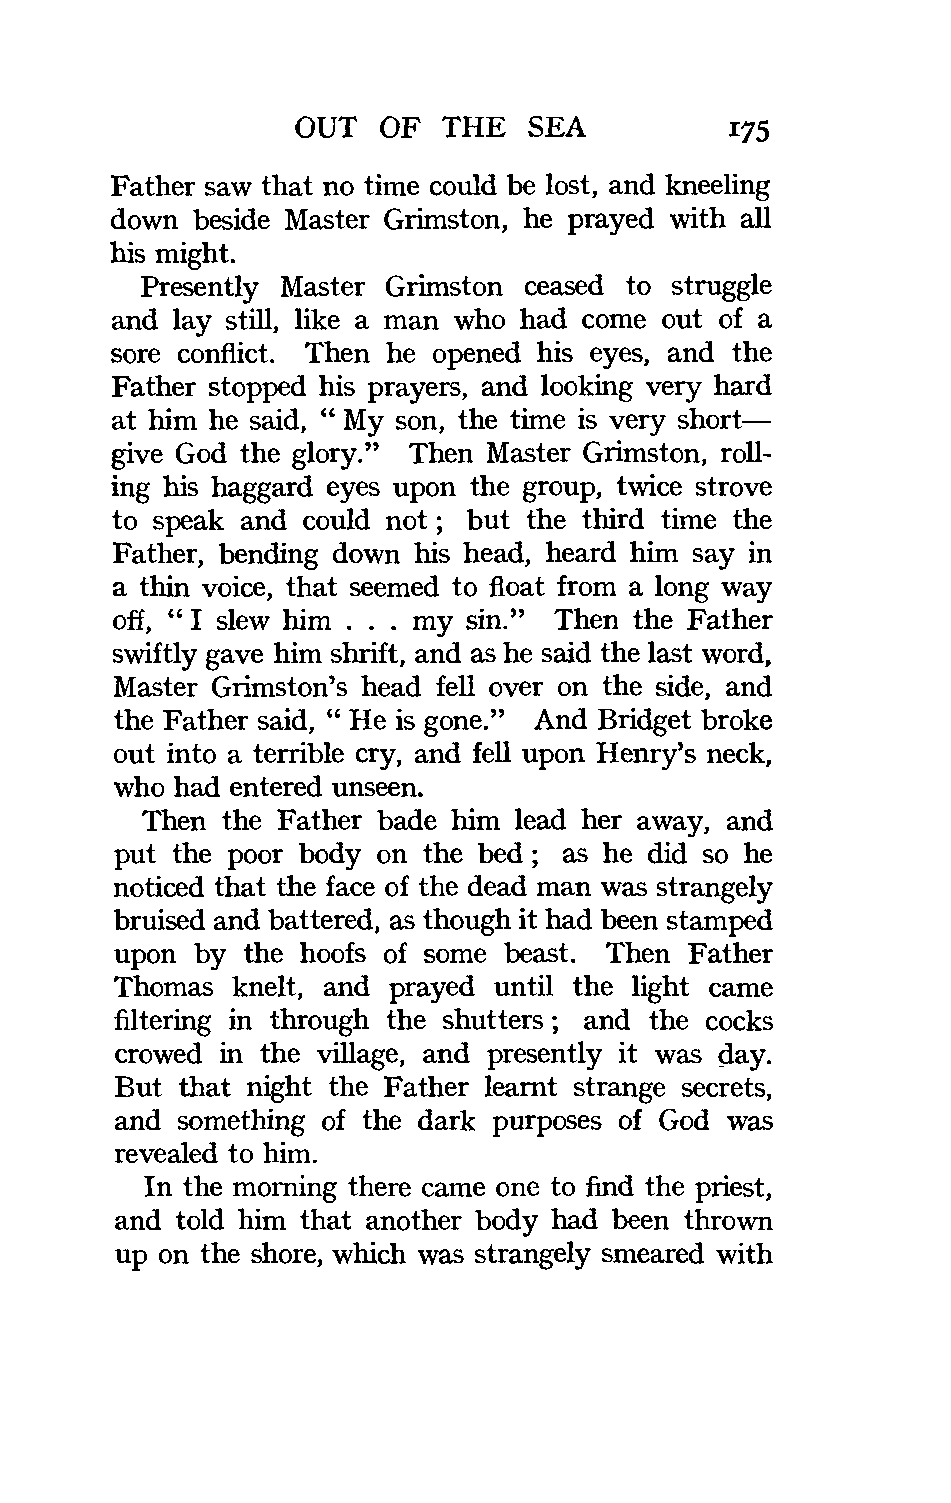 OUT OF THE SEA 175
Father saw that no time could be lost, and kneeling
down beside Master Grimston, he prayed with all
his might.
Presently Master Grimston ceased to struggle
and lay still, like a man who had come out of a
sore conflict. Then he opened his eyes, and the
Father stopped his prayers, and looking very hard
at him he said, “ My son, the time is very short—
give God the glory.” Then Master Grimston, roll-
ing his haggard eyes upon the group, twice strove
to speak and could not ; but the third time the
Father, bending down his head, heard him say in
a thin voice, that seemed to float from a long way
off, “ I slew him . . . my sin.” Then the Father
swiftly gave him shrift, and as he said the last word,
Master Grimston’s head fell over on the side, and
the Father said, “ He is gone.” And Bridget broke
out into a terrible cry, and fell upon Henry’s neck,
who had entered unseen.
Then the Father bade him lead her away, and
put the poor body on the bed ; as he did so he
noticed that the face of the dead man was strangely
bruised and battered, as though it had been stamped
upon by the hoofs of some beast. Then Father
Thomas knelt, and prayed until the light came
filtering in through the shutters ; and the cocks
crowed in the village, and presently it was day.
But that night the Father learnt strange secrets,
and something of the dark purposes of God was
revealed to him.
In the morning there came one to find the priest,
and told him that another body had been thrown
up on the shore, which was strangely smeared with